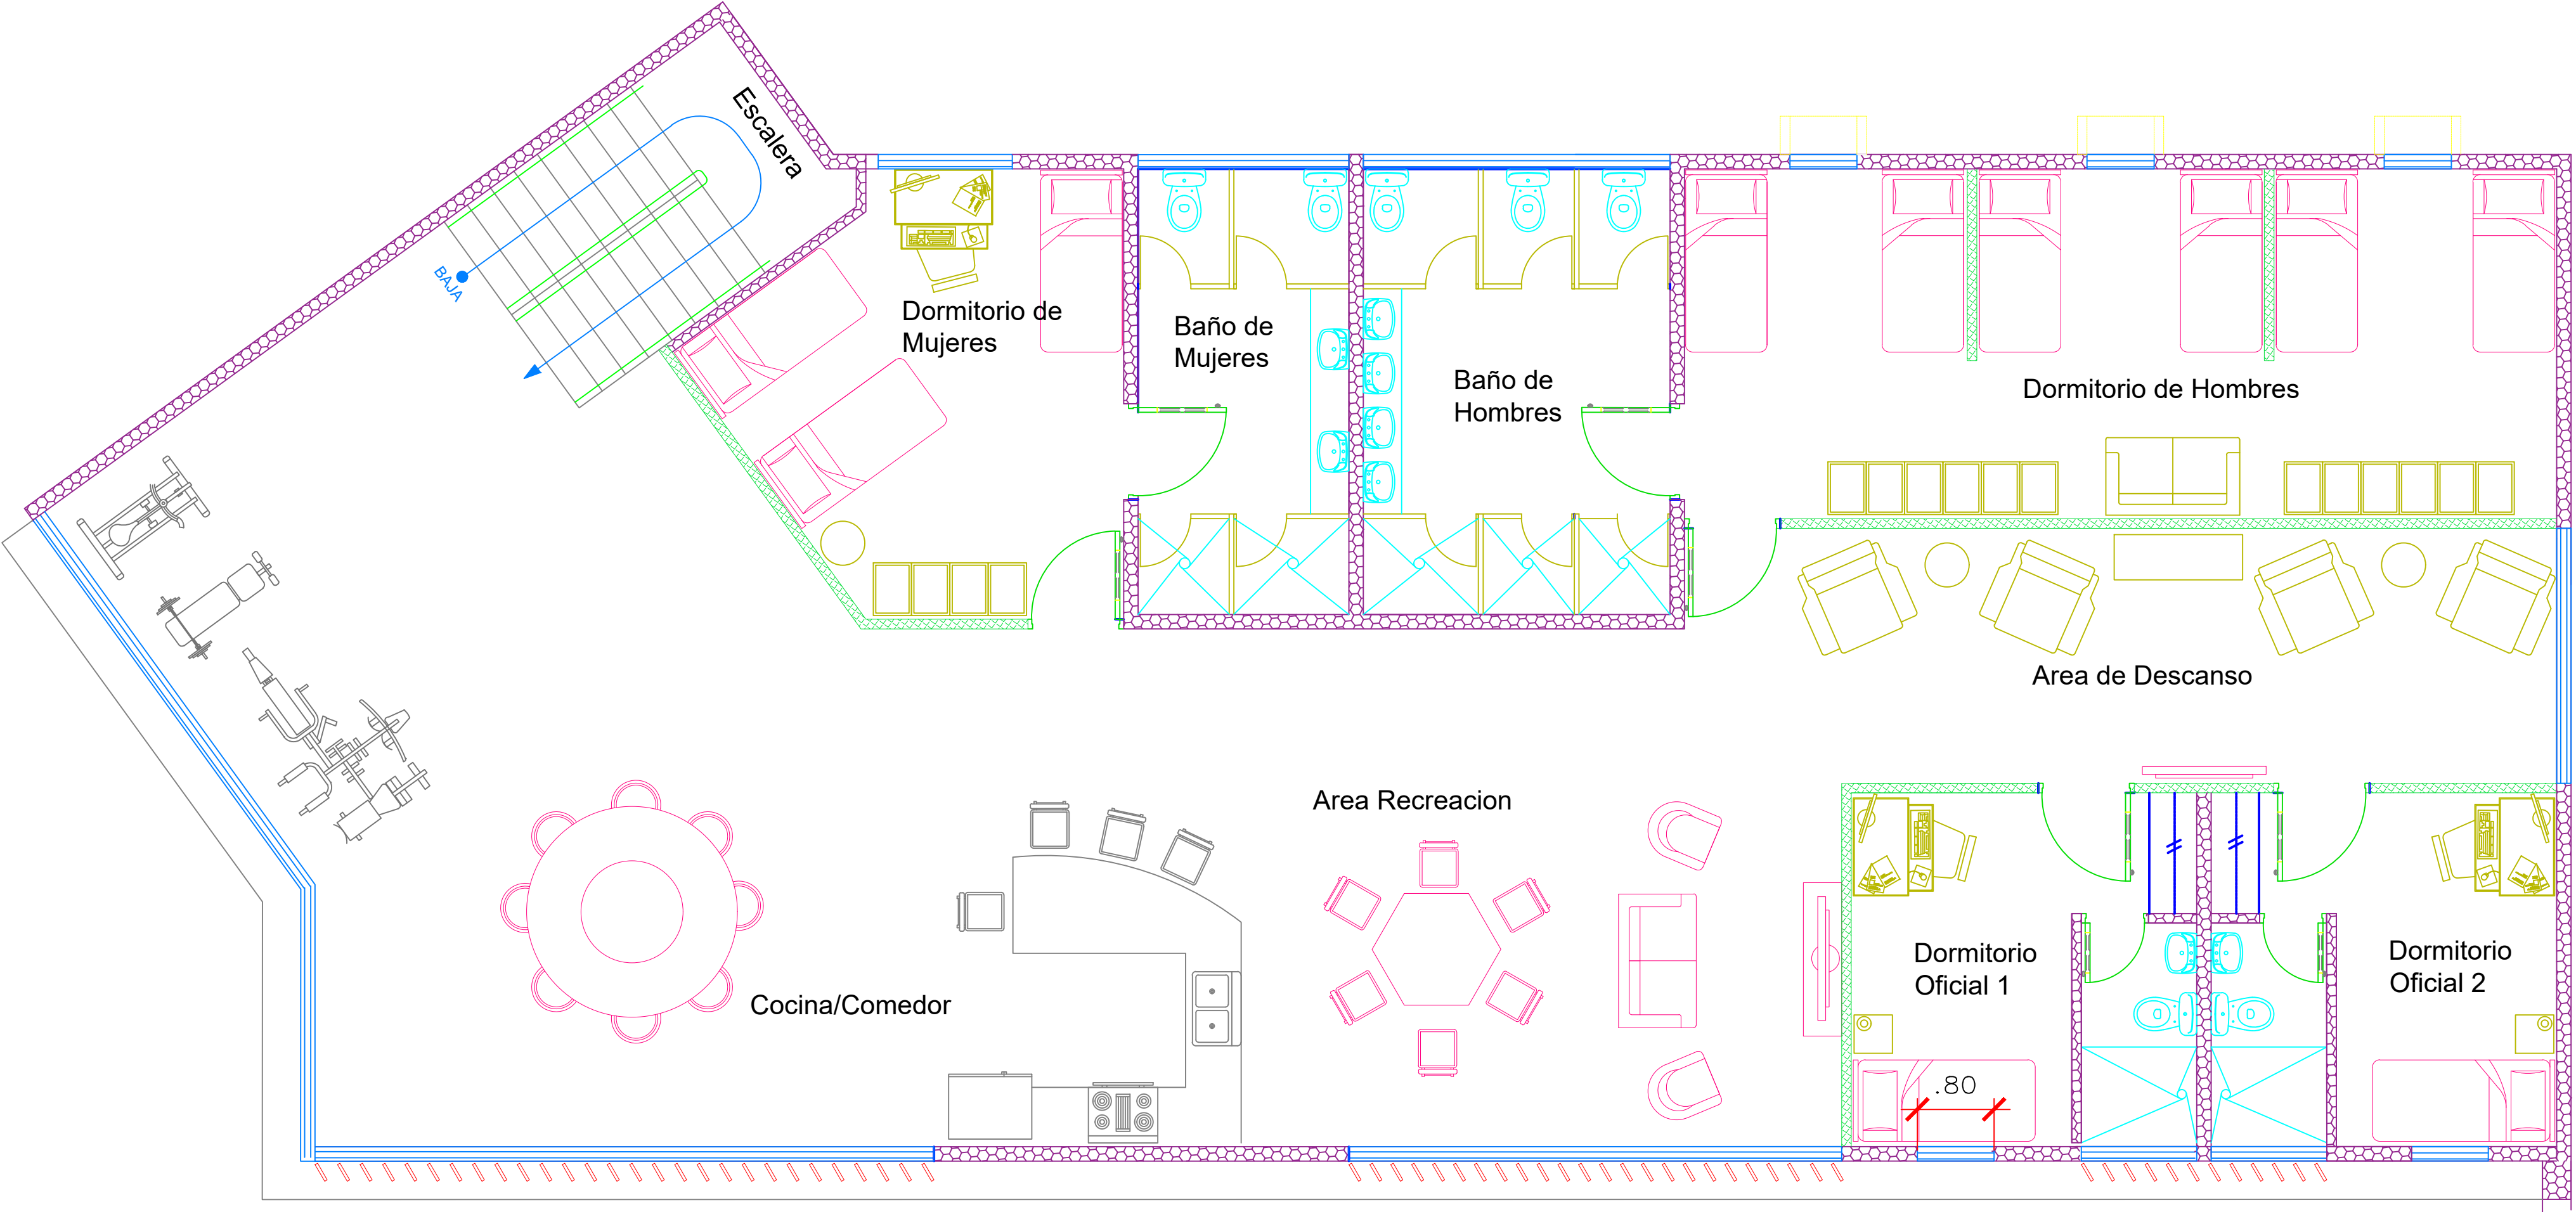 Escalera
BAJA
Dormitorio de
Mujeres
Baño de
Mujeres
Baño de
Hombres
Dormitorio de Hombres
Area de Descanso
Area Recreacion
Cocina/Comedor
Dormitorio
Oficial 1
Dormitorio
Oficial 2
.80